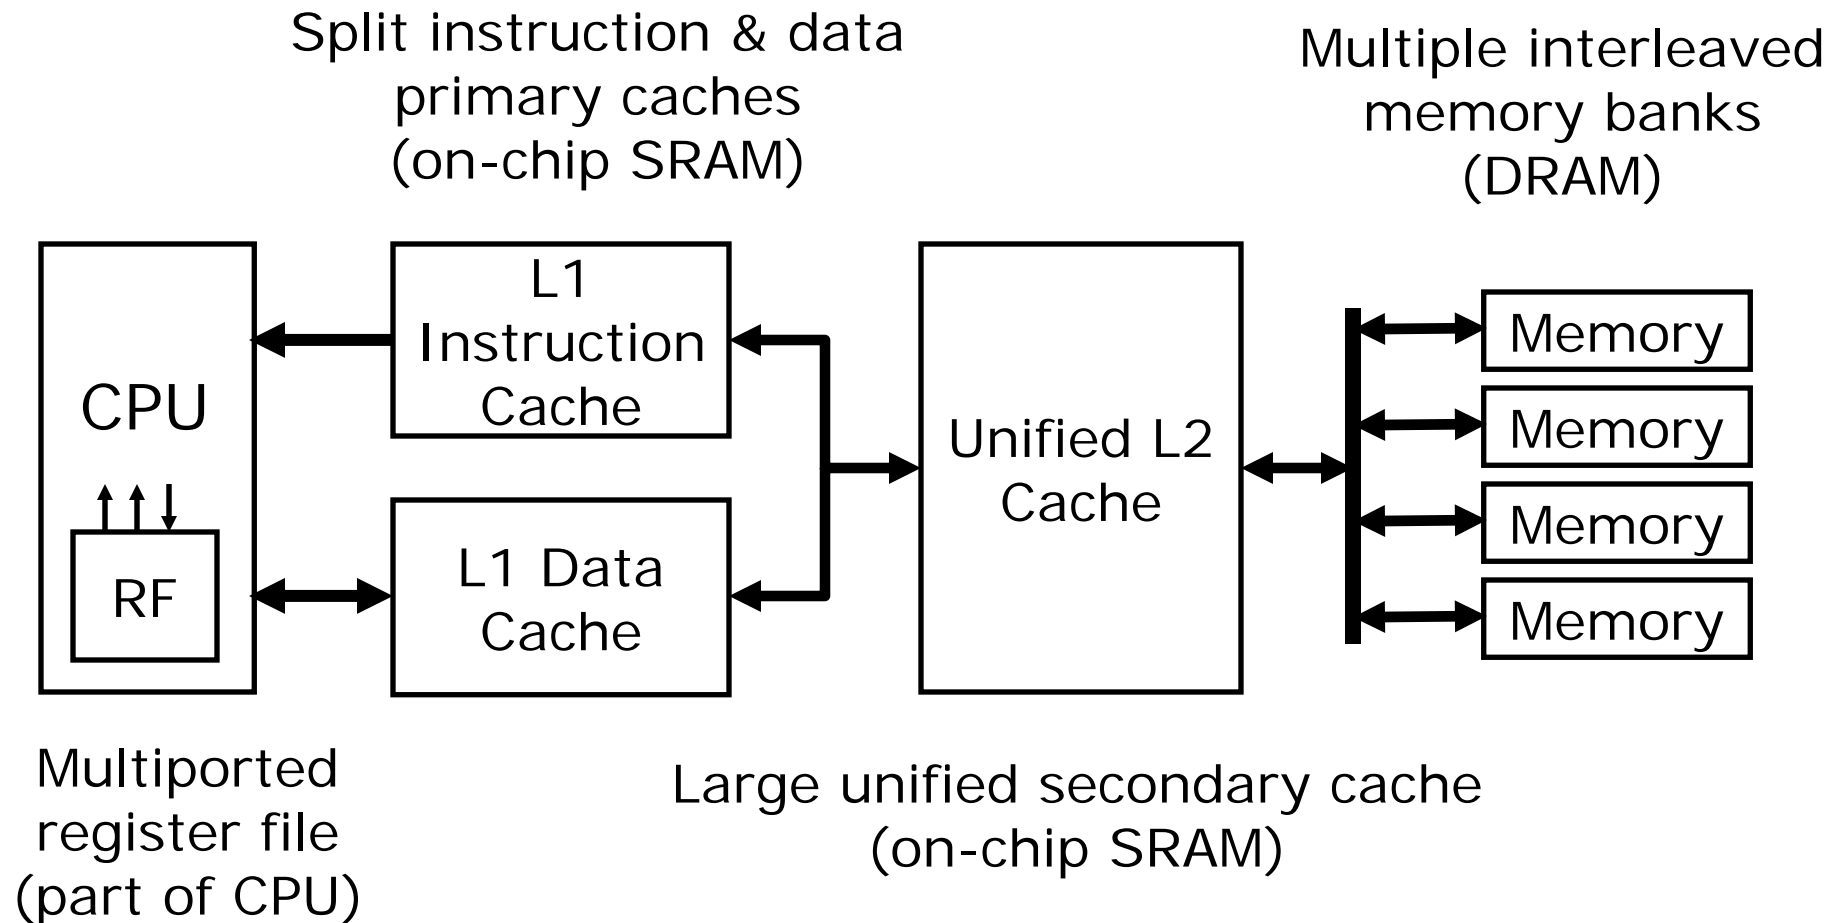 Split instruction & data
primary caches
(on-chip SRAM)
Multiple interleaved
memory banks
(DRAM)
CPU
RF
L1
Instruction
Cache
L1 Data
Cache
Unified L2
Cache
Memory
Memory
Memory
Memory
Multiported
register file
(part of CPU)
Large unified secondary cache
(on-chip SRAM)